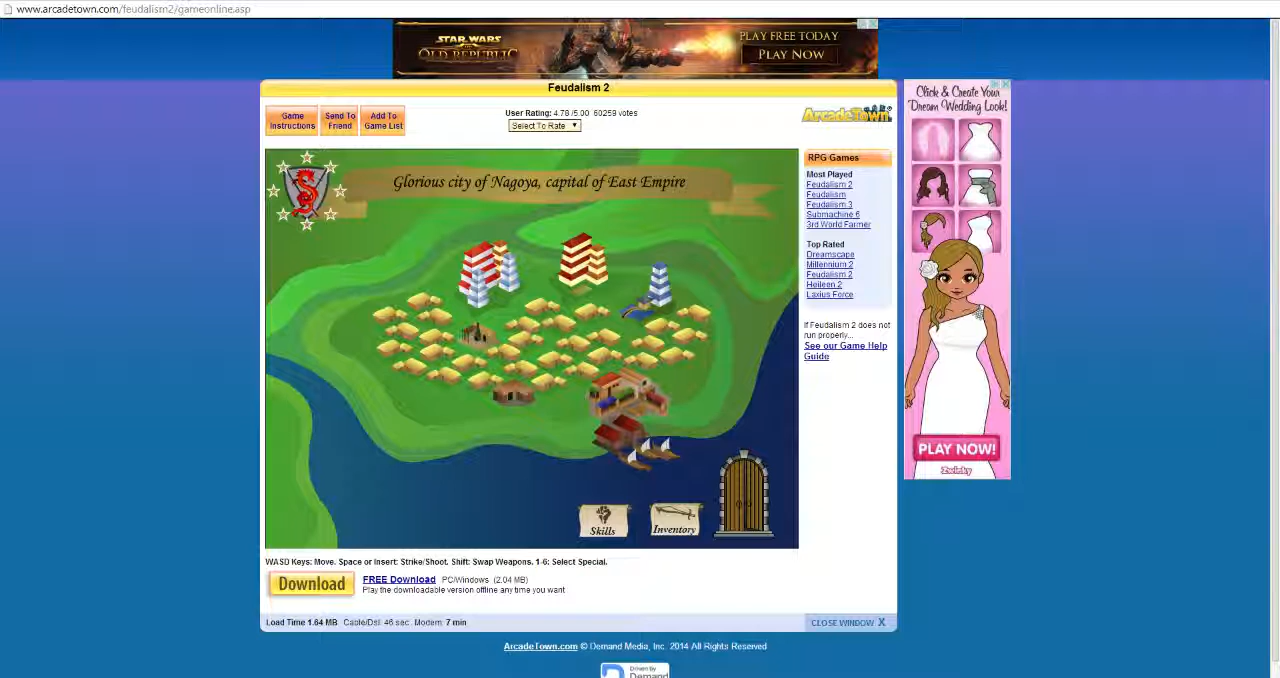 www.arcadetown.com/feudalism2/gameonline.asp
STAR WARS
THE OLD REPUBLIC
PLAY FREE TODAY
PLAY NOW
Feudalism 2
Game Instructions
Send To Friend
Add To Game List
User Rating: 4.78 /5.00 60259 votes
Select To Rate
ArcadeTown
Glorious city of Nagoya, capital of East Empire
Skills
Inventory
RPG Games
Most Played
Feudalism 2
Feudalism
Feudalism 3
Submachine 6
3rd World Farmer
Top Rated
Dreamscape
Millennium 2
Feudalism 2
Heileen 2
Laxius Force
If Feudalism 2 does not
run properly...
See our Game Help
Guide
Click & Create Your
Dream Wedding Look!
PLAY NOW!
Zwinky
WASD Keys: Move. Space or Insert: Strike/Shoot. Shift: Swap Weapons. 1-6: Select Special.
Download
FREE Download PC/Windows (2.04 MB)
Play the downloadable version offline any time you want
Load Time 1.64 MB Cable/Dsl: 46 sec. Modem: 7 min
CLOSE WINDOW X
ArcadeTown.com © Demand Media, Inc. 2014 All Rights Reserved
Driven By
Demand